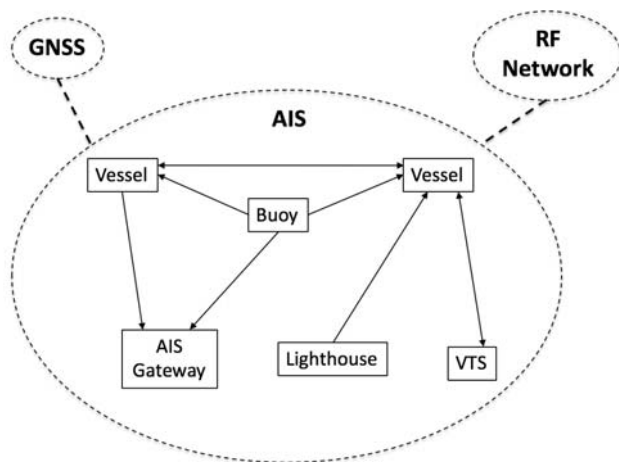 GNSS
RF
Network
AIS
Vessel
Vessel
Buoy
AIS
Gateway
Lighthouse
VTS